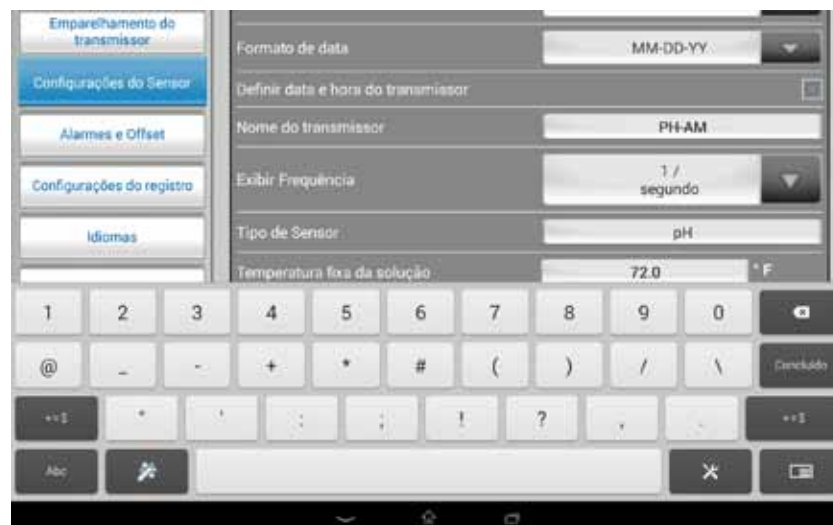 Emparelhamento do
transmissor
Formato de data
MM-DD-YY
Configurações do Sensor
Definir data e hora do transmissor
Alarmes e Offset
Nome do transmissor
PH-AM
Configurações do registro
Exibir Frequência
1 /
segundo
Idiomas
Tipo de Sensor
pH
Temperatura fixa da solução
72.0
° F
1 2 3 4 5 6 7 8 9 0
@ _ - + * # ( ) / \ Concluído
" ' : ; ! ? , .
Abc